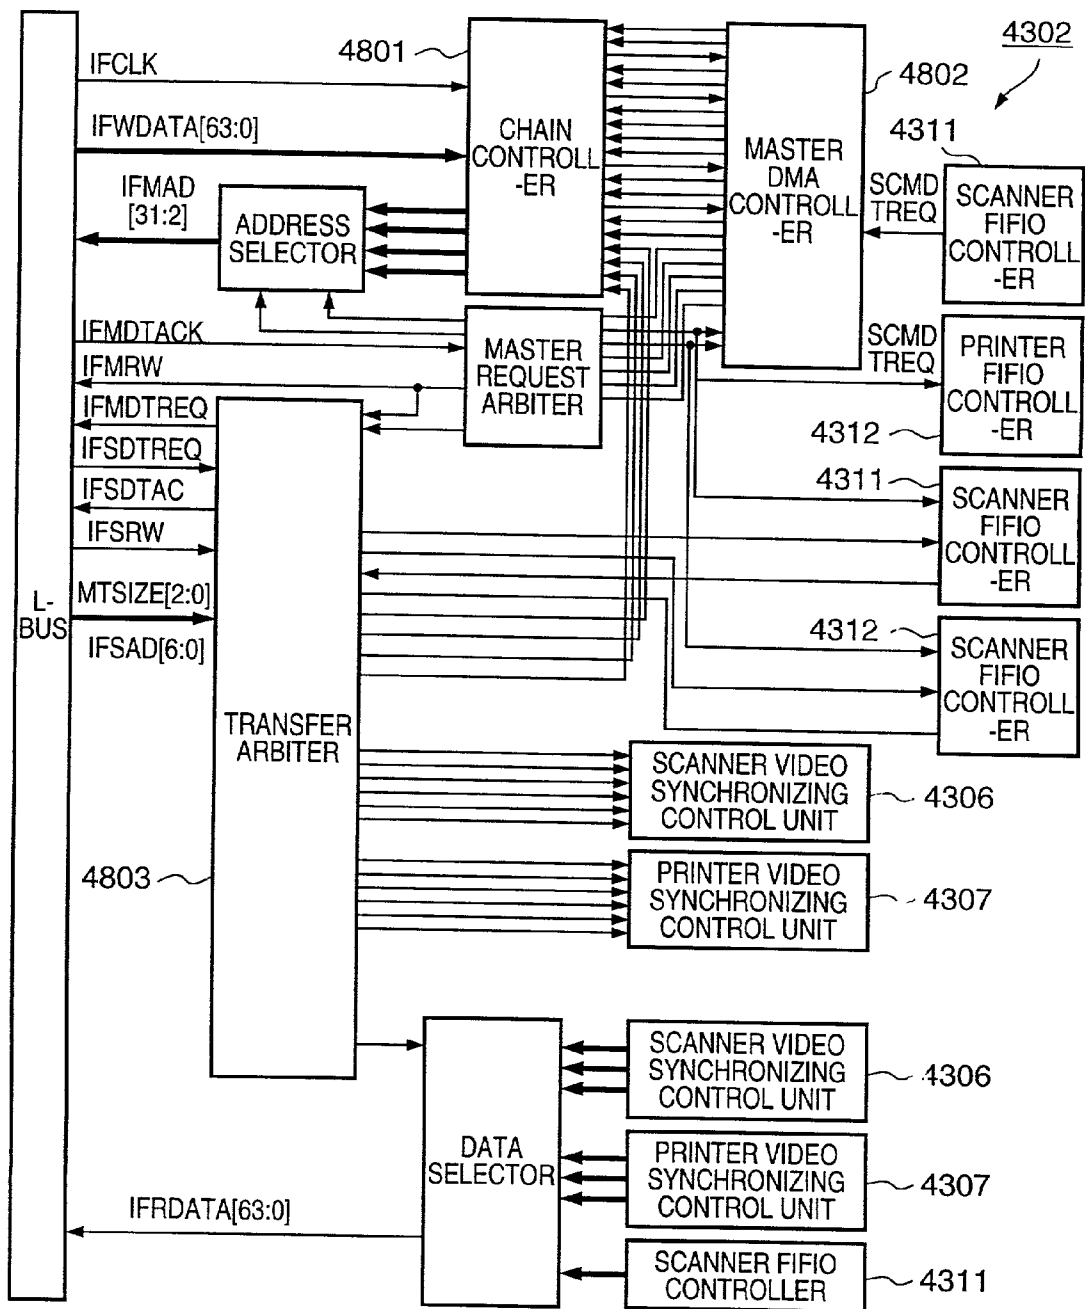 4302
4801
4802
IFCLK
IFWDATA[63:0]
IFMAD
[31:2]
CHAIN
CONTROLL
-ER
MASTER
DMA
CONTROLL
-ER
SCMD
TREQ
4311
SCANNER
FIFIO
CONTROLL
-ER
ADDRESS
SELECTOR
IFMDTACK
IFMRW
IFMDTREQ
IFSDTREQ
IFSDTAC
IFSRW
MTSIZE[2:0]
IFSAD[6:0]
L-
BUS
MASTER
REQUEST
ARBITER
SCMD
TREQ
PRINTER
FIFIO
CONTROLL
-ER
4312
4311
SCANNER
FIFIO
CONTROLL
-ER
4312
SCANNER
FIFIO
CONTROLL
-ER
TRANSFER
ARBITER
4803
SCANNER VIDEO
SYNCHRONIZING
CONTROL UNIT
4306
PRINTER VIDEO
SYNCHRONIZING
CONTROL UNIT
4307
SCANNER VIDEO
SYNCHRONIZING
CONTROL UNIT
4306
DATA
SELECTOR
PRINTER VIDEO
SYNCHRONIZING
CONTROL UNIT
4307
IFRDATA[63:0]
SCANNER FIFIO
CONTROLLER
4311